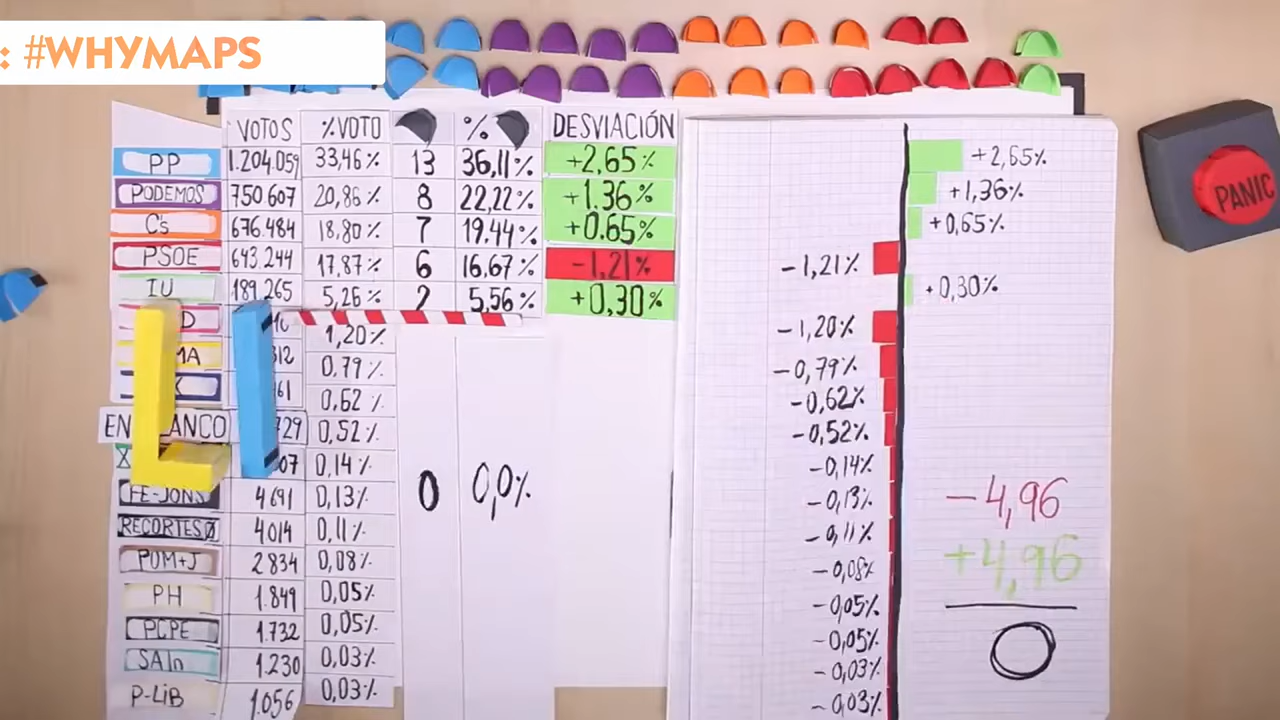 : #WHYMAPS
VOTOS %VOTO % DESVIACIÓN
PP 1.204.059 33,46% 13 36,11% +2,65% +2,65%
PODEMOS 750.607 20,86% 8 22,22% +1.36% +1,36%
C's 676.484 18,80% 7 19.44% +0.65% +0,65%
PSOE 643.244 17,87% 6 16,67% -1,21% -1,21%
IU 189.265 5,26% 2 5,56% +0,30% +0,30%
D 1,20% -1,20%
MA 312 0,79% -0,79%
K 461 0,62% -0,62%
EN BLANCO 729 0,52% -0,52%
07 0,14% -0,14%
FE-JONS 4.691 0,13% 0 0,0% -0,13% -4,96
RECORTES Ø 4.014 0,11% -0,11% +4,96
PUM+J 2.834 0,08% -0,08%
PH 1.849 0,05% -0,05% 0
PCPE 1.732 0,05% -0,05%
SAIn 1.230 0,03% -0,03%
P-LiB 1.056 0,03% -0,03%
PANIC